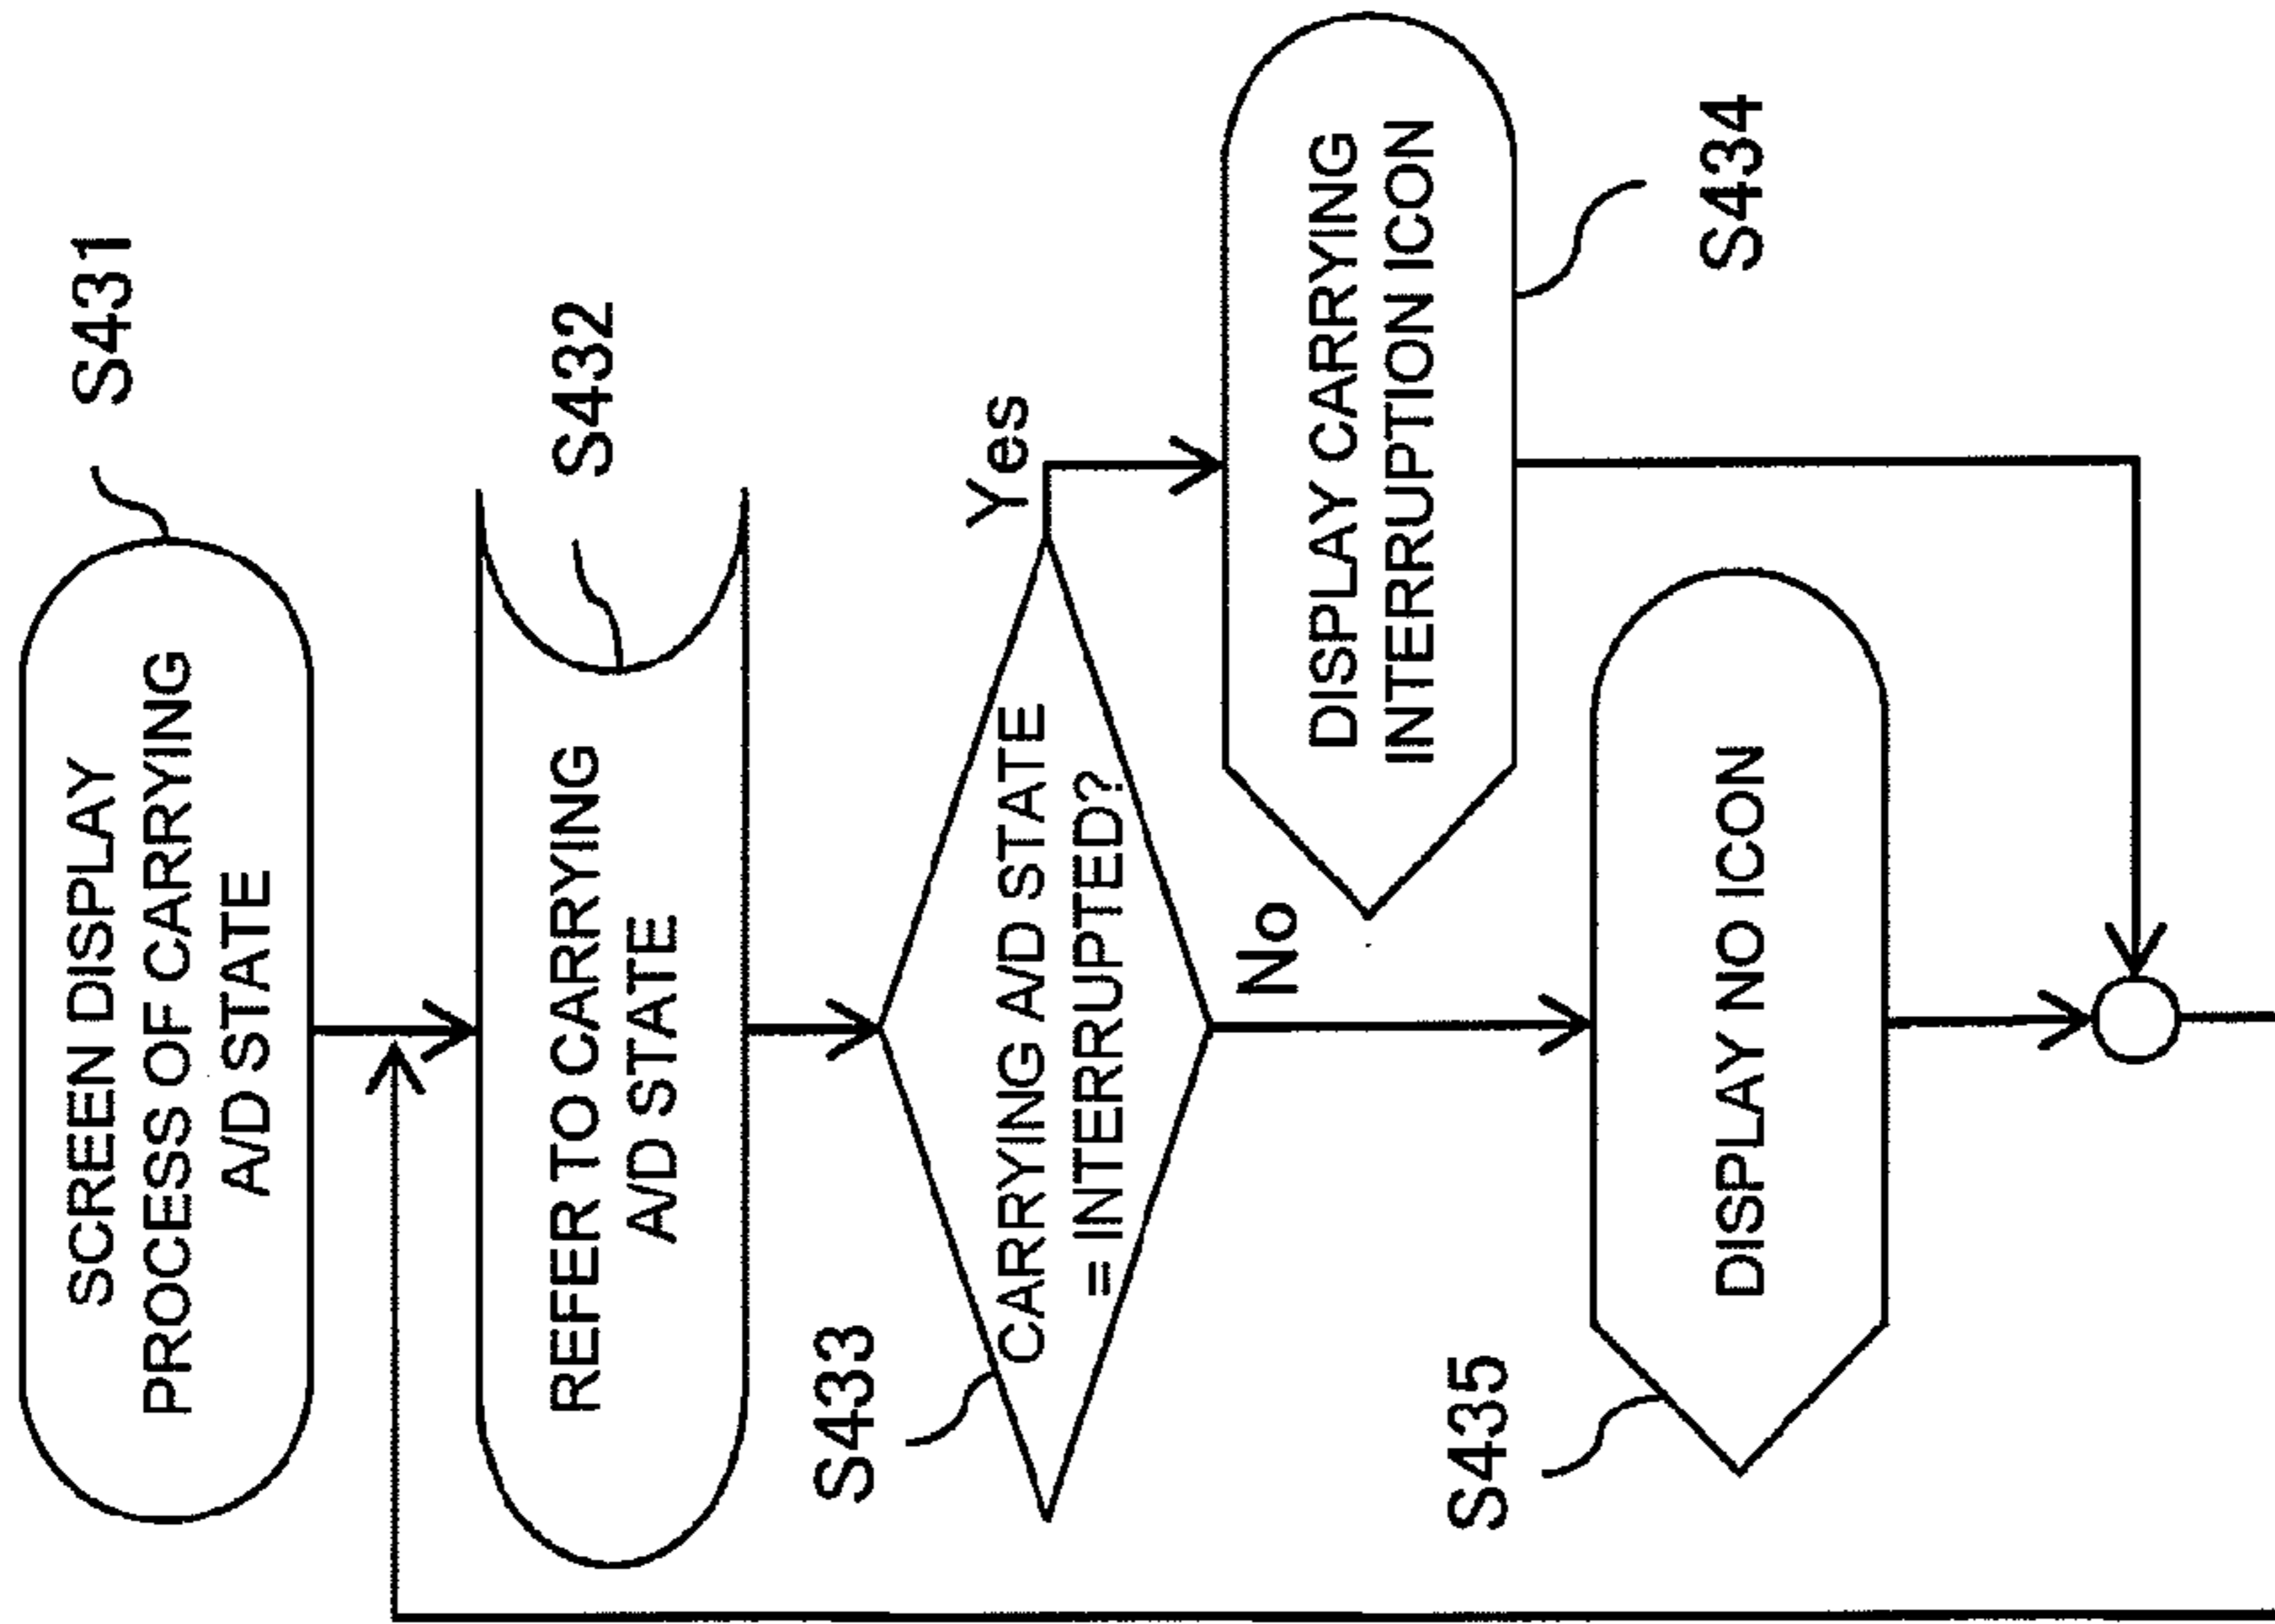 SCREEN DISPLAY
PROCESS OF CARRYING
A/D STATE
S431
REFER TO CARRYING
A/D STATE
S432
S433
CARRYING A/D STATE
= INTERRUPTED?
Yes
No
DISPLAY CARRYING
INTERRUPTION ICON
S434
S435
DISPLAY NO ICON